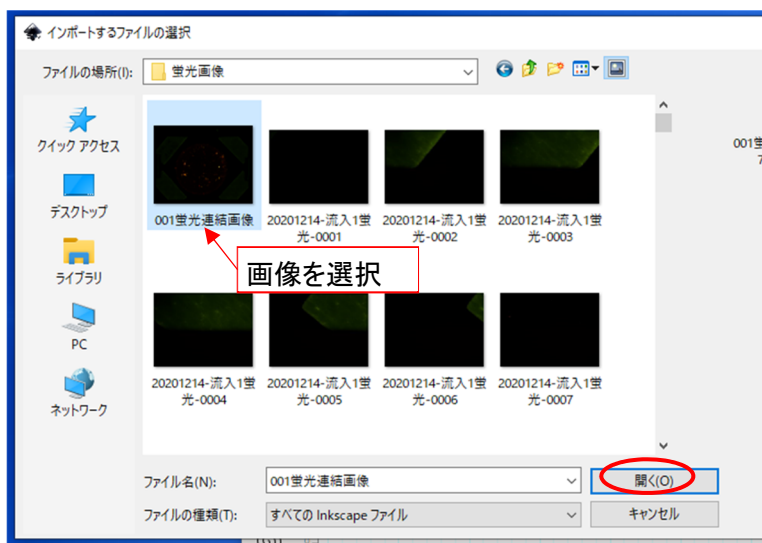 インポートするファイルの選択
ファイルの場所(I):
蛍光画像
クイック アクセス
デスクトップ
ライブラリ
PC
ネットワーク
001蛍光連結画像
20201214-流入1蛍
光-0001
20201214-流入1蛍
光-0002
20201214-流入1蛍
光-0003
画像を選択
20201214-流入1蛍
光-0004
20201214-流入1蛍
光-0005
20201214-流入1蛍
光-0006
20201214-流入1蛍
光-0007
001蛍
7
ファイル名(N):
001蛍光連結画像
開く(O)
ファイルの種類(T):
すべての Inkscape ファイル
キャンセル